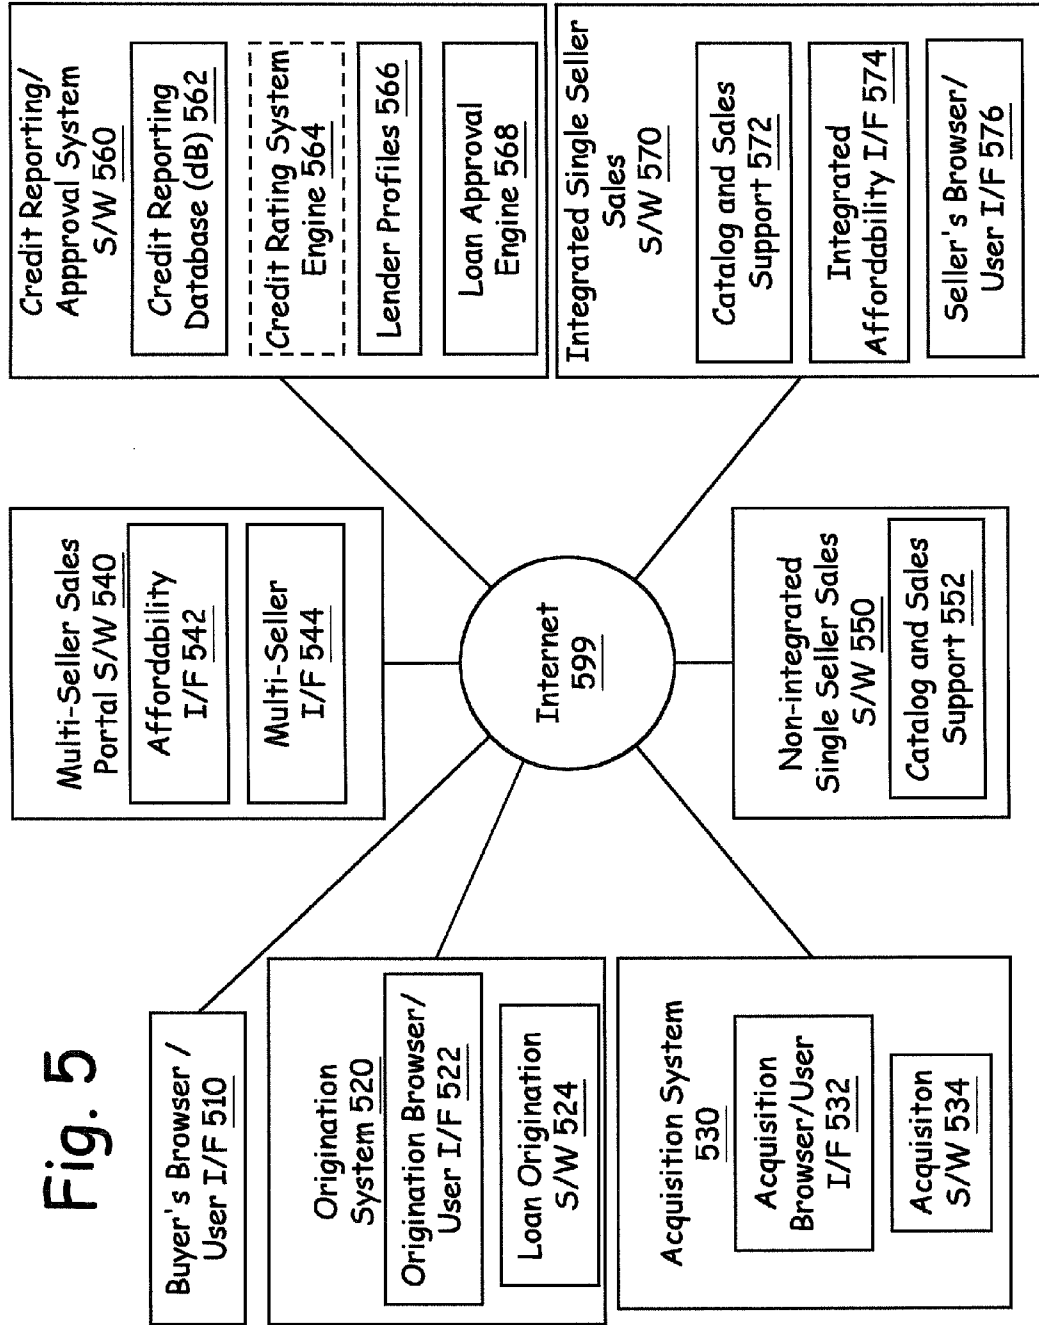 Fig. 5
Buyer's Browser /
User I/F 510
Origination
System 520
Origination Browser/
User I/F 522
Loan Origination
S/W 524
Acquisition System
530
Acquisition
Browser/User
I/F 532
Acquisiton
S/W 534
Multi-Seller Sales
Portal S/W 540
Affordability
I/F 542
Multi-Seller
I/F 544
Internet
599
Non-integrated
Single Seller Sales
S/W 550
Catalog and Sales
Support 552
Credit Reporting/
Appproval System
S/W 560
Credit Reporting
Database (dB) 562
Credit Rating System
Engine 564
Lender Profiles 566
Loan Approval
Engine 568
Integrated Single Seller
Sales
S/W 570
Catalog and Sales
Support 572
Integrated
Affordability I/F 574
Seller's Browser/
User I/F 576